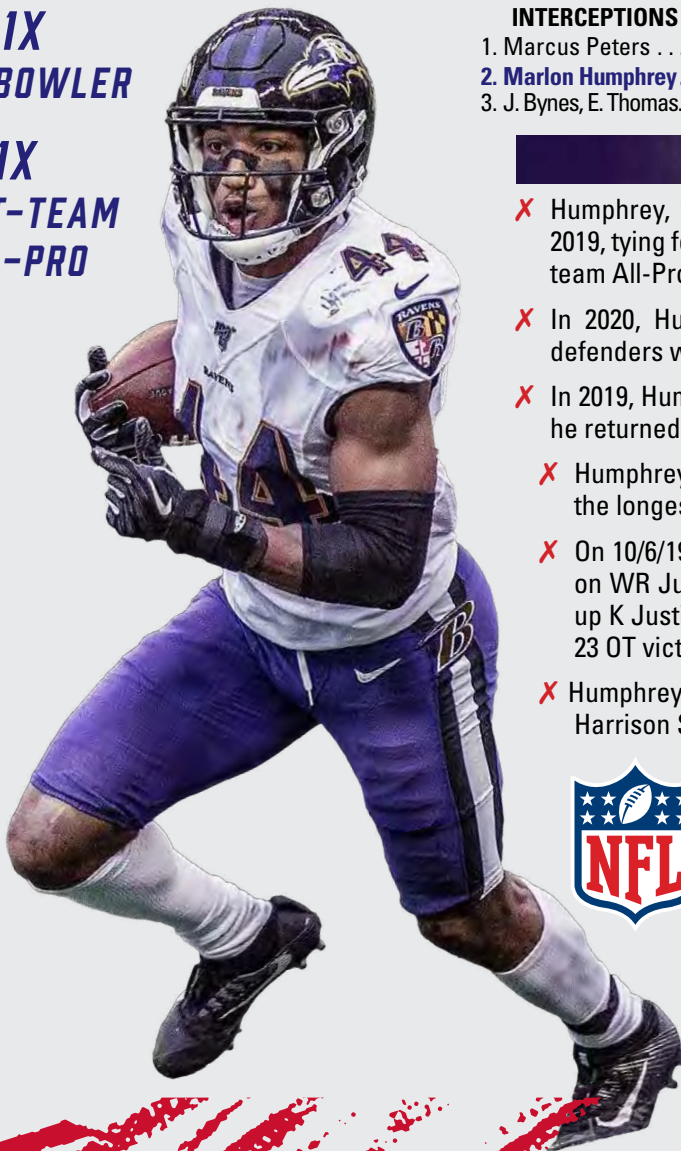 1X
BOWLER
1X
T-TEAM
-PRO
INTERCEPTIONS
1. Marcus Peters . . .
2. Marlon Humphrey .
3. J. Bynes, E. Thomas.
✗ Humphrey,
2019, tying fo
team All-Pro
✗ In 2020, Hu
defenders w
✗ In 2019, Hum
he returned
✗ Humphrey
the longes
✗ On 10/6/19
on WR Ju
up K Just
23 OT vict
✗ Humphrey
Harrison S
RAVENS
44
RAVENS
B R
44
B
NFL